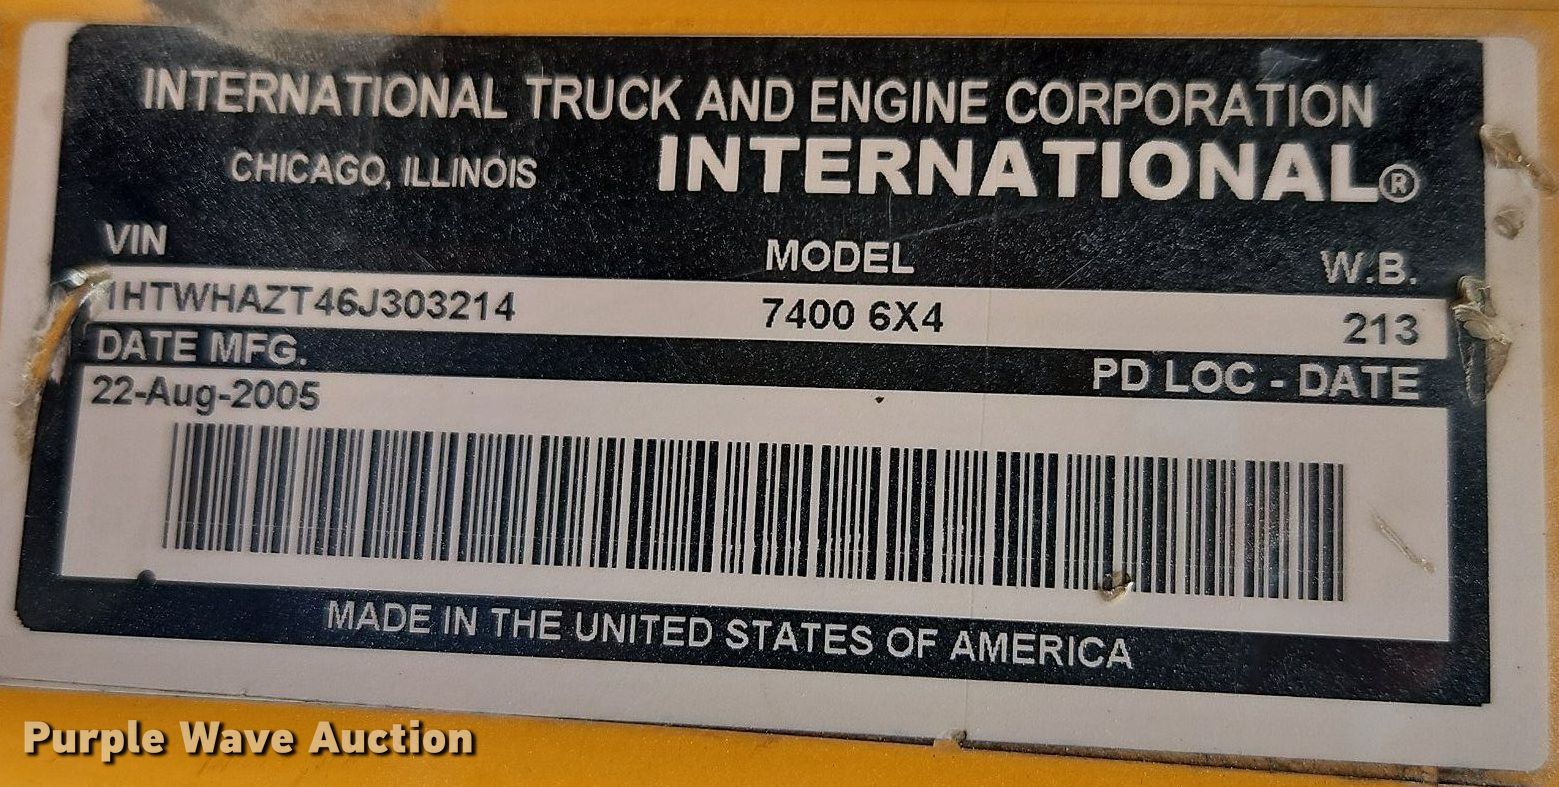 INTERNATIONAL TRUCK AND ENGINE CORPORATION
CHICAGO, ILLINOIS INTERNATIONAL®
VIN MODEL W.B.
1HTWHAZT46J303214 7400 6X4 213
DATE MFG. PD LOC - DATE
22-Aug-2005
MADE IN THE UNITED STATES OF AMERICA
Purple Wave Auction